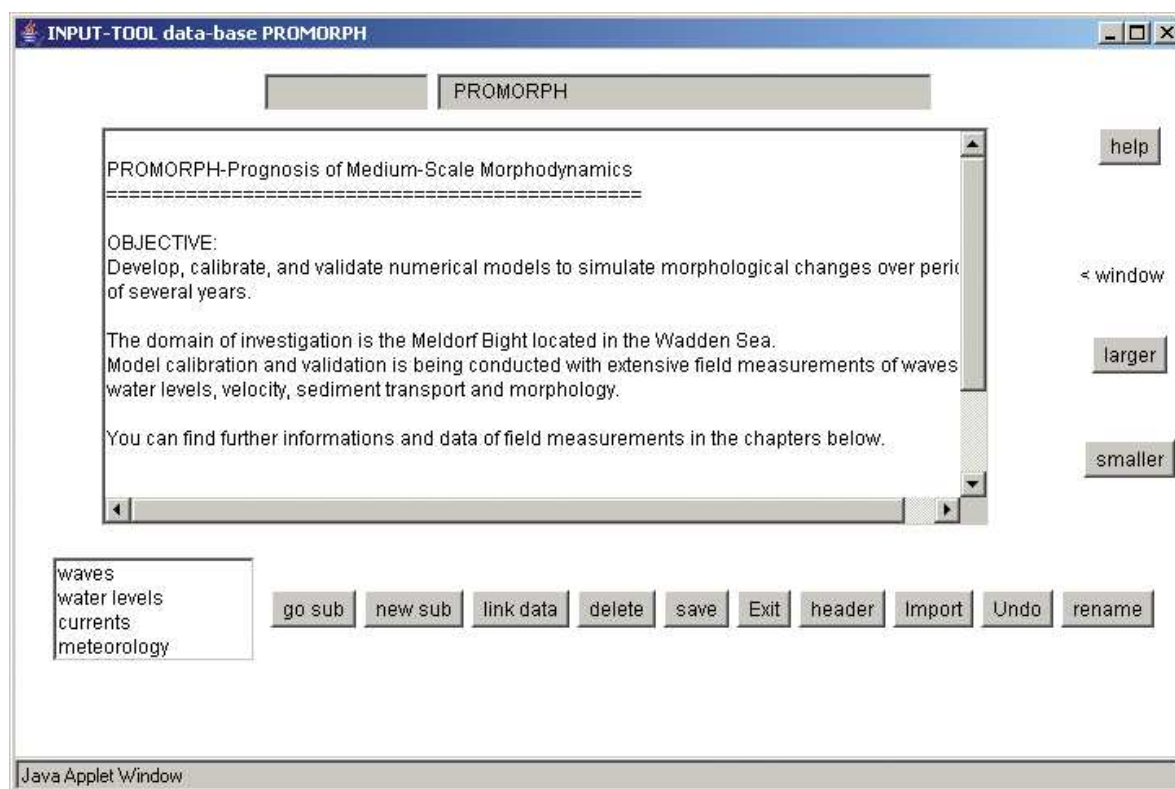 INPUT-TOOL data-base PROMORPH
PROMORPH
PROMORPH-Prognosis of Medium-Scale Morphodynamics
===============================================
OBJECTIVE:
Develop, calibrate, and validate numerical models to simulate morphological changes over peric
of several years.
The domain of investigation is the Meldorf Bight located in the Wadden Sea.
Model calibration and validation is being conducted with extensive field measurements of waves
water levels, velocity, sediment transport and morphology.
You can find further informations and data of field measurements in the chapters below.
help
< window
larger
smaller
waves
water levels
currents
meteorology
go sub new sub link data delete save Exit header Import Undo rename
Java Applet Window